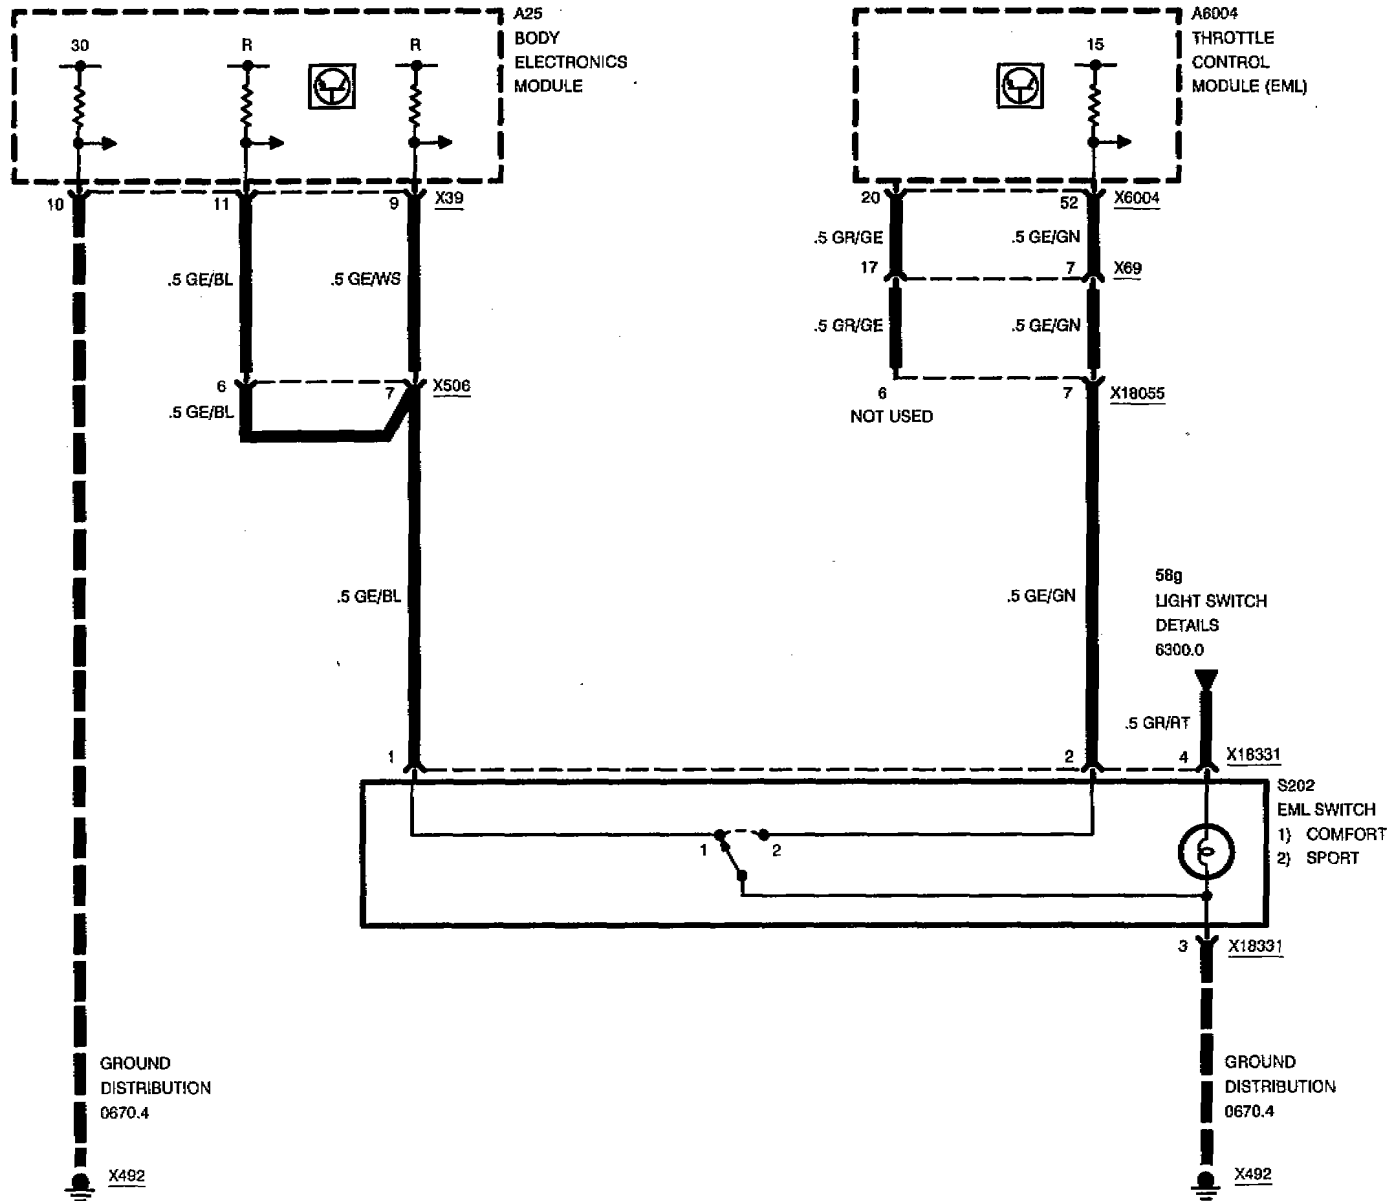 A25
BODY
ELECTRONICS
MODULE
30
R
R
A6004
THROTTLE
CONTROL
MODULE (EML)
15
10
11
9
X39
20
52
X6004
.5 GR/GE
.5 GE/GN
17
7
X69
.5 GE/BL
.5 GE/WS
.5 GR/GE
.5 GE/GN
6
7
X506
.5 GE/BL
6
NOT USED
7
X18055
58g
LIGHT SWITCH
DETAILS
6300.0
.5 GE/BL
.5 GE/GN
.5 GR/RT
1
2
4
X18331
S202
EML SWITCH
1) COMFORT
2) SPORT
1
2
3
X18331
GROUND
DISTRIBUTION
0670.4
GROUND
DISTRIBUTION
0670.4
X492
X492